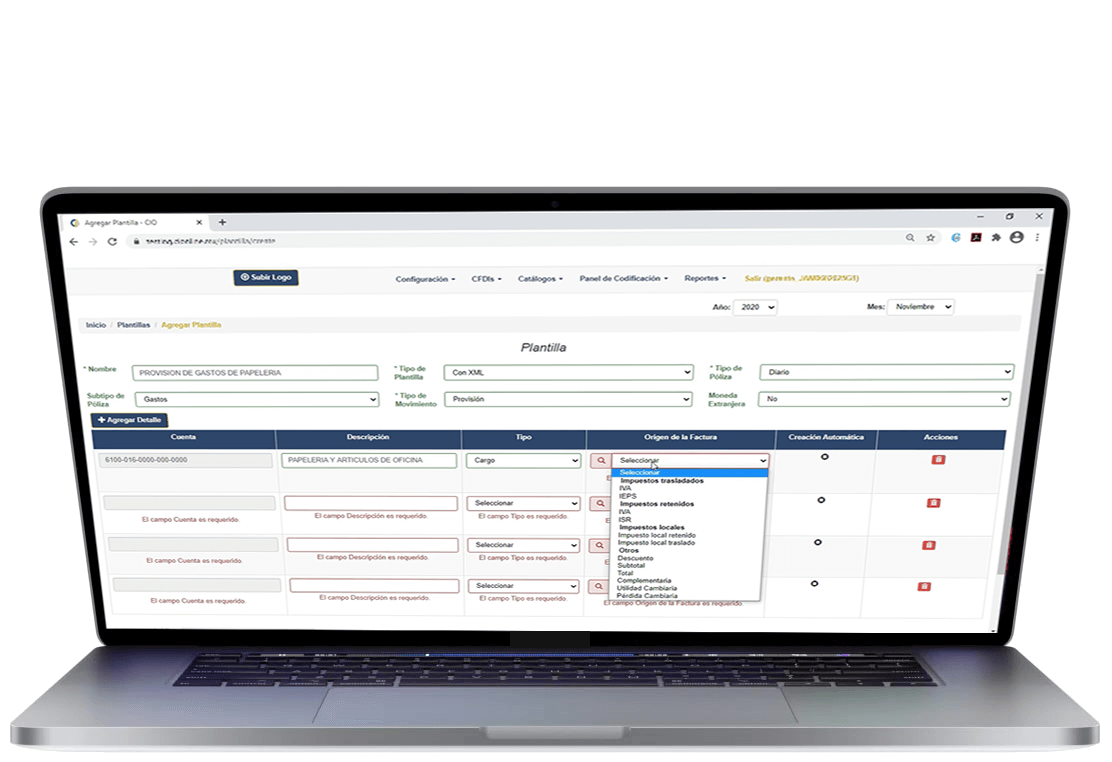 Agregar Plantilla - CIO
Subir Logo
Configuración CFDIs Catálogos Panel de Codificación Reportes Salir
Año: 2020 Mes: Noviembre
Inicio / Plantillas / Agregar Plantilla
Plantilla
* Nombre PROVISION DE GASTOS DE PAPELERIA * Tipo de Plantilla Con XML * Tipo de Póliza Diario
Subtipo de Póliza Gastos * Tipo de Movimiento Provisión Moneda Extranjera No
+ Agregar Detalle
Cuenta Descripción Tipo Origen de la Factura Creación Automática Acciones
6100-016-0000-000-0000 PAPELERIA Y ARTICULOS DE OFICINA Cargo Seleccionar
Seleccionar
Impuestos trasladados
IVA
IEPS
Impuestos retenidos
IVA
ISR
Impuestos locales
Impuesto local retenido
Impuesto local traslado
Otros
Descuento
Subtotal
Total
Complementaria
Utilidad Cambiaria
Pérdida Cambiaria
Seleccionar
El campo Cuenta es requerido. El campo Descripción es requerido. El campo Tipo es requerido.
Seleccionar
El campo Cuenta es requerido. El campo Descripción es requerido. El campo Tipo es requerido.
Seleccionar
El campo Cuenta es requerido. El campo Descripción es requerido. El campo Tipo es requerido. El campo Origen de la Factura es requerido.